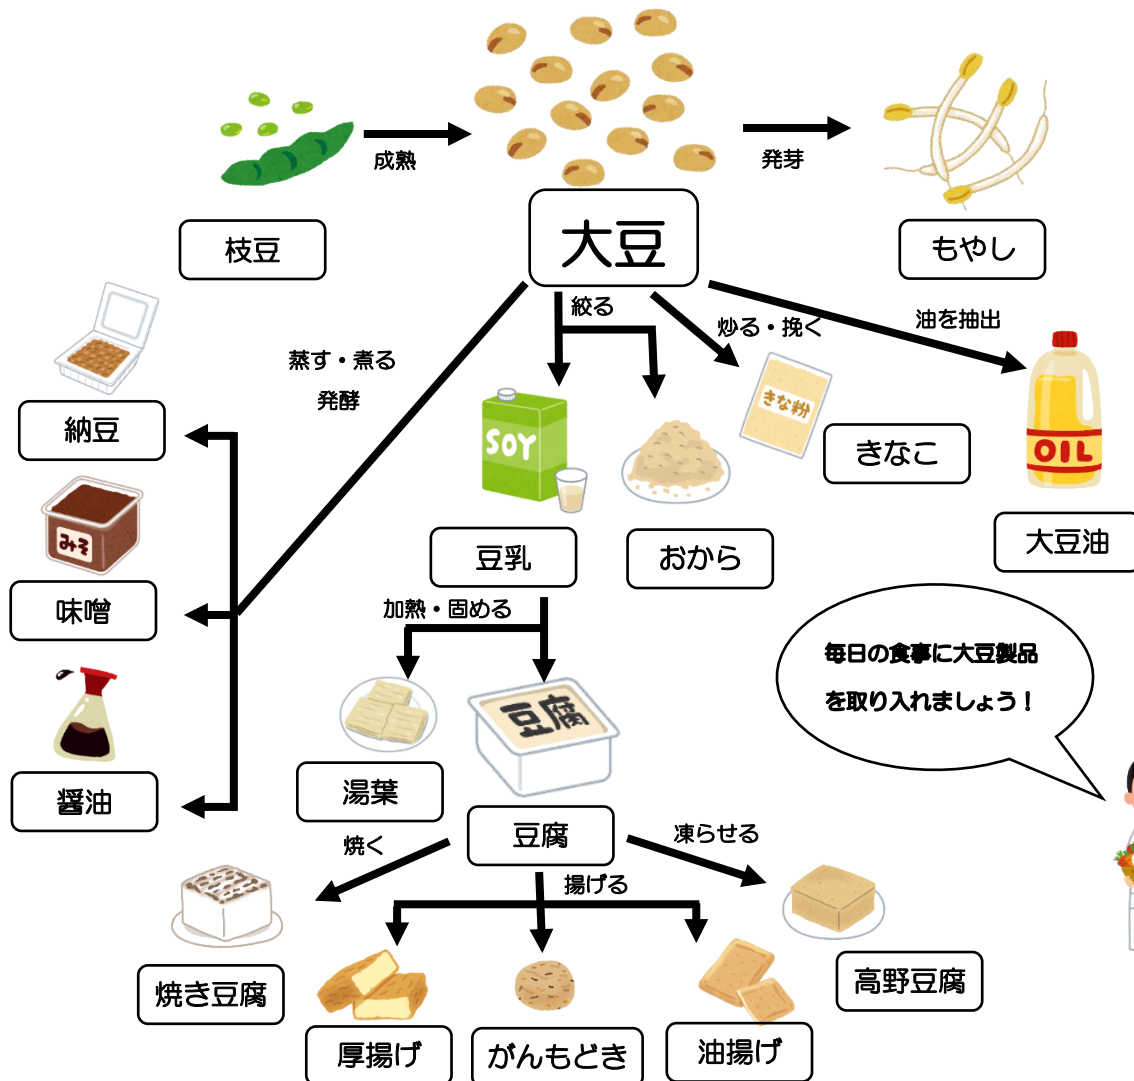 成熟
発芽
枝豆
大豆
もやし
絞る
炒る・挽く
油を抽出
蒸す・煮る
発酵
きな粉
納豆
SOY
きなこ
OIL
みそ
豆乳
おから
大豆油
味噌
加熱・固める
毎日の食事に大豆製品
を取り入れましょう！
豆腐
湯葉
醤油
豆腐
焼く
凍らせる
揚げる
焼き豆腐
高野豆腐
厚揚げ
がんもどき
油揚げ